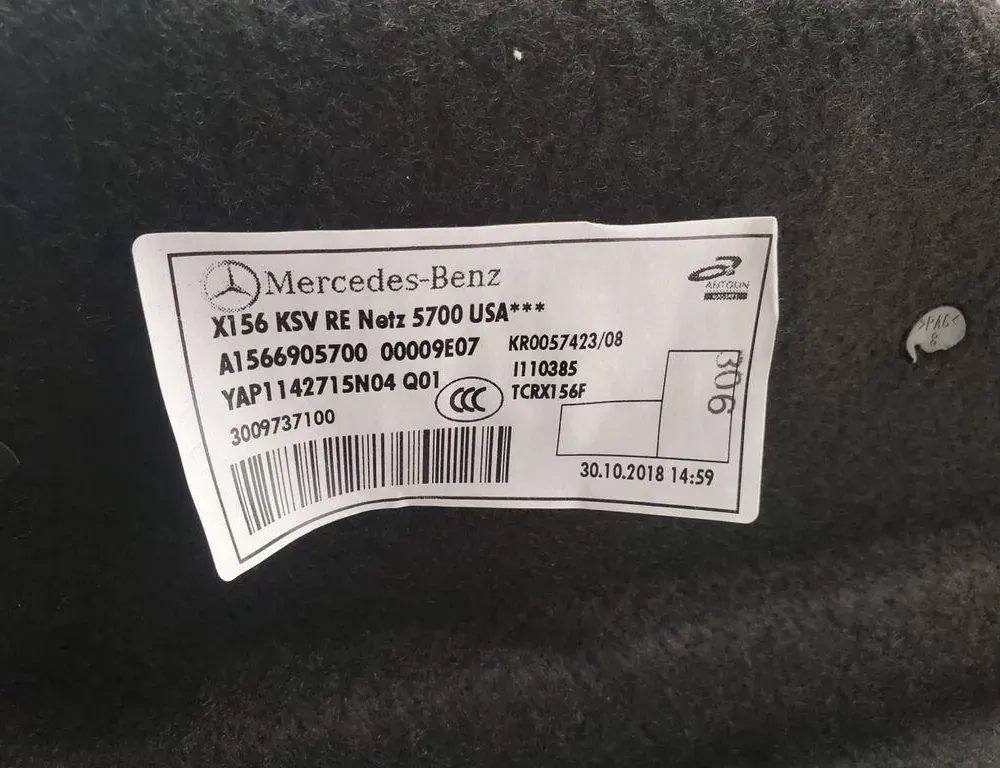 Mercedes-Benz
X156 KSV RE Netz 5700 USA***
A1566905700 00009E07
KR0057423/08
YAP1142715N04 Q01
CCC
I110385
TCRX156F
3009737100
306
30.10.2018 14:59